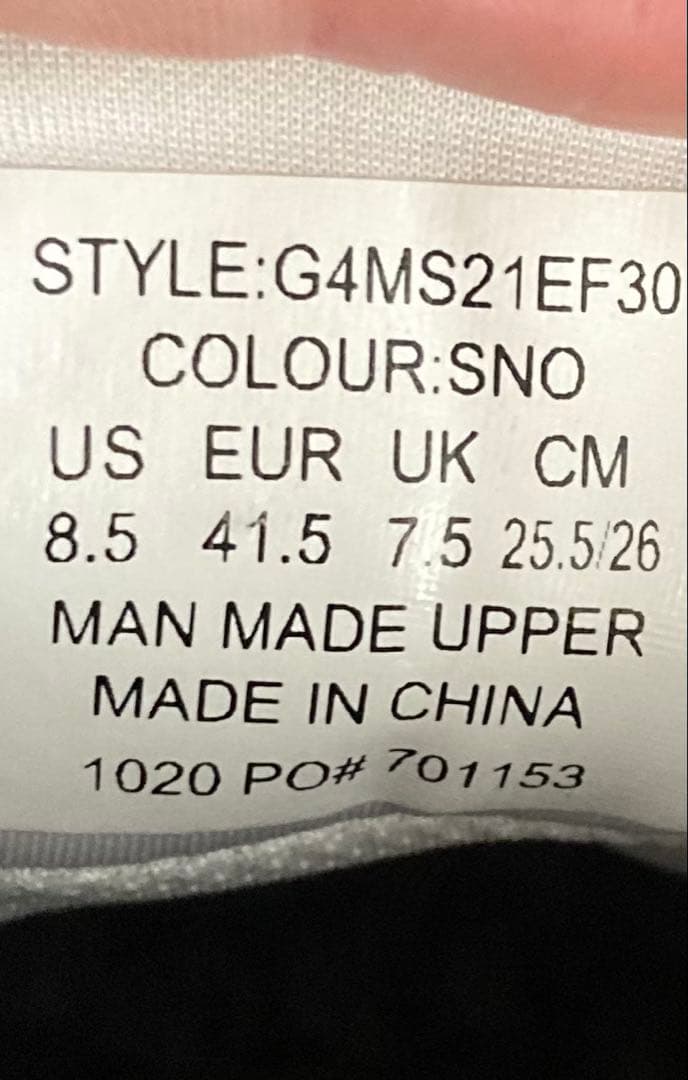 STYLE:G4MS21EF30
COLOUR:SNO
US EUR UK CM
8.5 41.5 7.5 25.5/26
MAN MADE UPPER
MADE IN CHINA
1020 PO# 701153